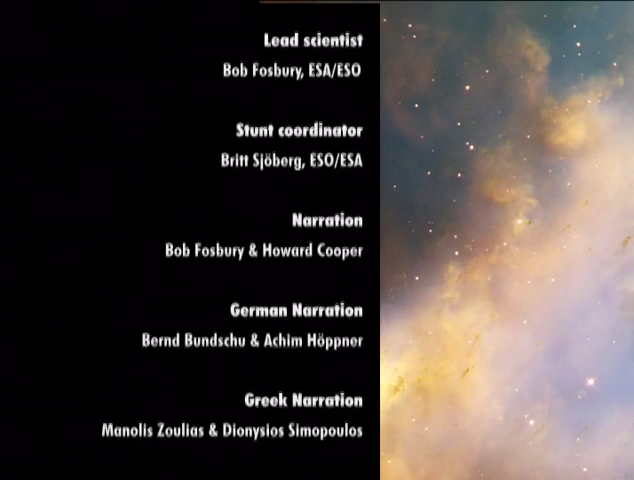 Lead scientist
Bob Fosbury, ESA/ESO
Stunt coordinator
Britt Sjöberg, ESO/ESA
Narration
Bob Fosbury & Howard Cooper
German Narration
Bernd Bundschu & Achim Höppner
Greek Narration
Manolis Zoulias & Dionysios Simopoulos